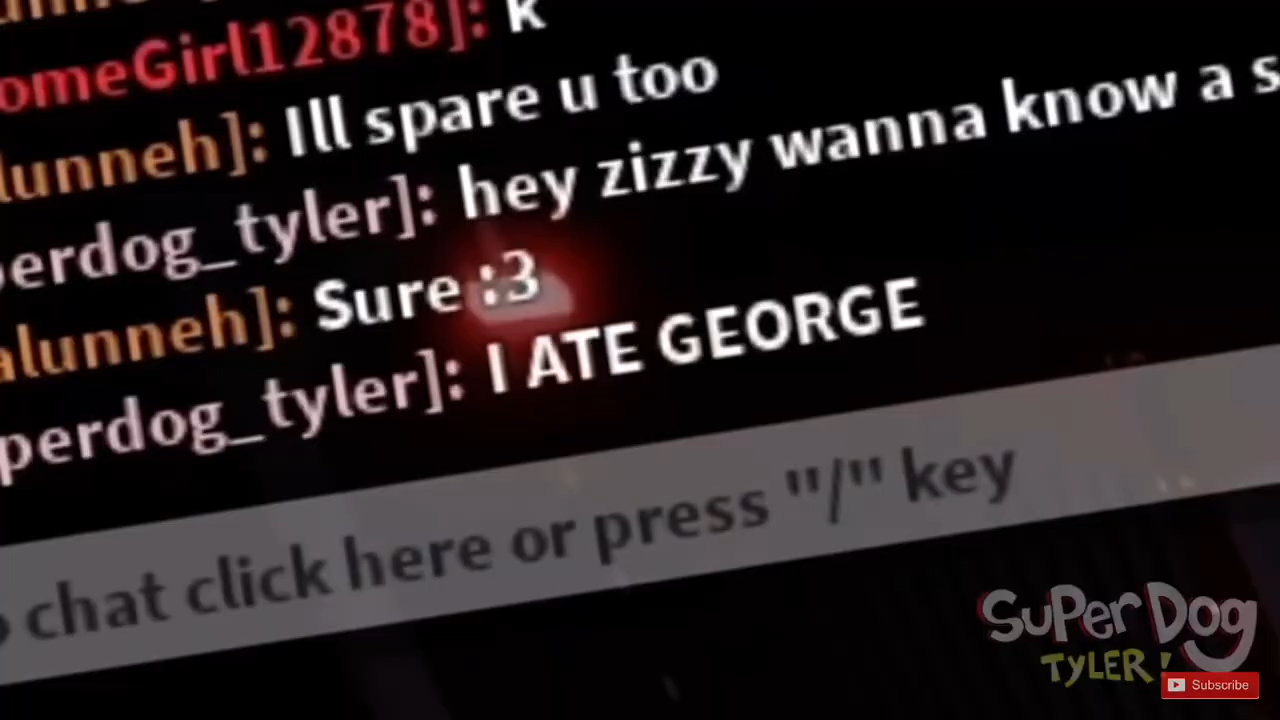 omeGirl12878]: k
lunneh]: Ill spare u too
perdog_tyler]: hey zizzy wanna know a s
alunneh]: Sure :3
perdog_tyler]: I ATE GEORGE
chat click here or press "/" key
SuPer Dog
TYLER!
Subscribe